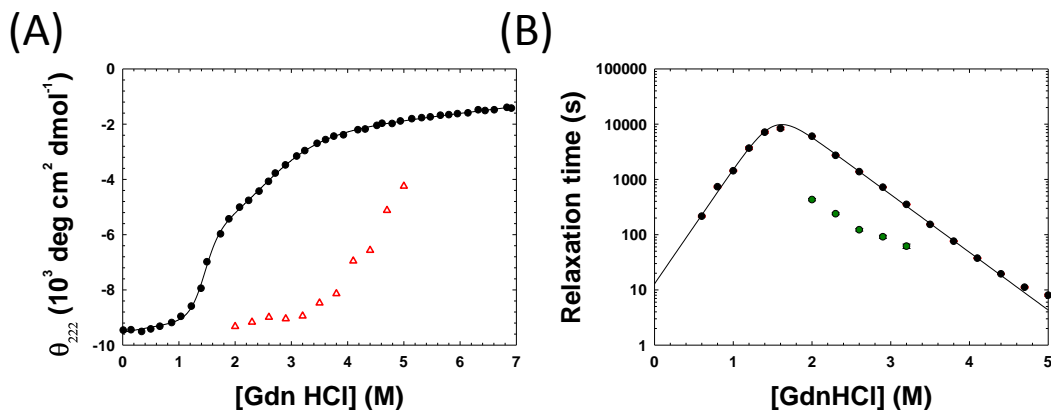 (A)
0
-2
-4
-6
-8
-10
θ222 (10³ deg cm² dmol⁻¹)
0 1 2 3 4 5 6 7
[Gdn HCl] (M)
(B)
100000
10000
1000
100
10
1
Relaxation time (s)
0 1 2 3 4 5
[GdnHCl] (M)